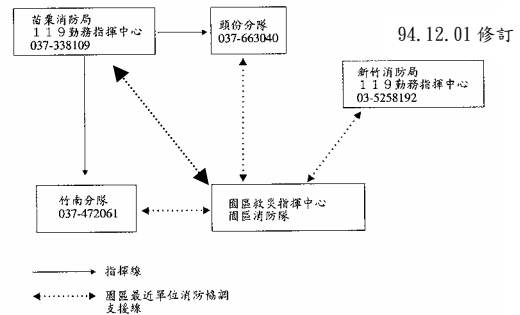 苗栗消防局
119勤務指揮中心
037-338109
頭份分隊
037-663040
94.12.01 修訂
新竹消防局
119勤務指揮中心
03-5258192
竹南分隊
037-472061
園區救災指揮中心
園區消防隊
指揮線
園區最近單位消防協調
支援線